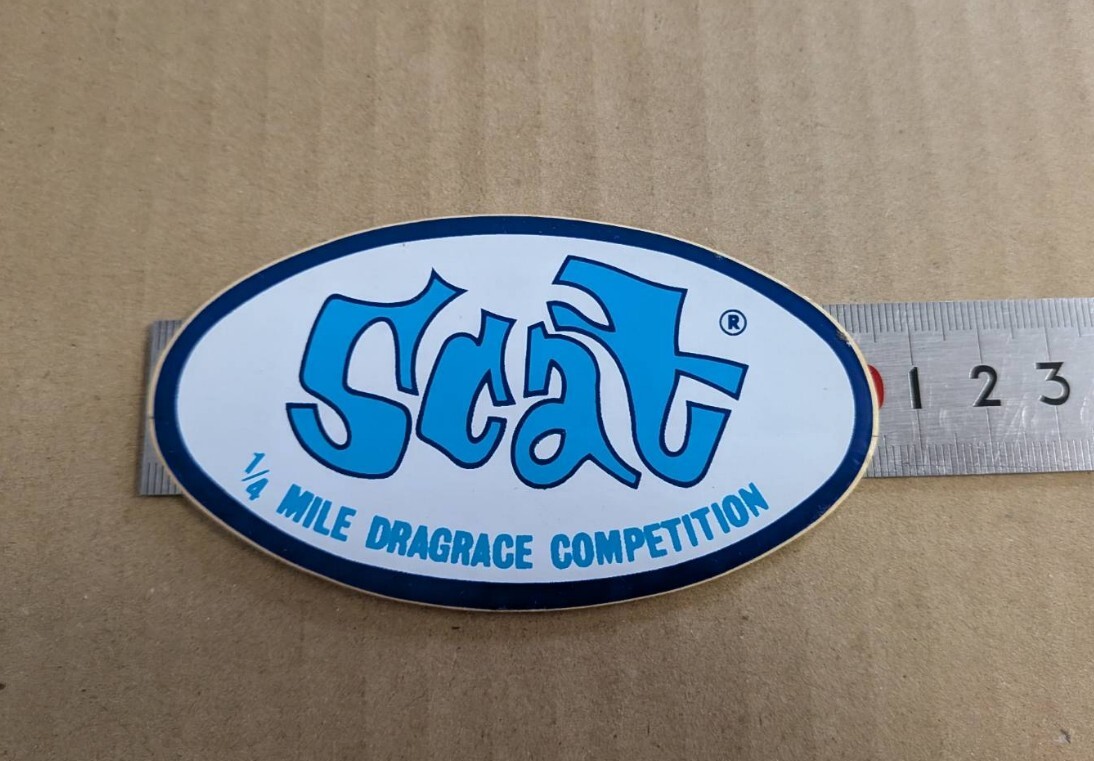 Scat ®
1/4 MILE DRAGRACE COMPETITION
1 2 3